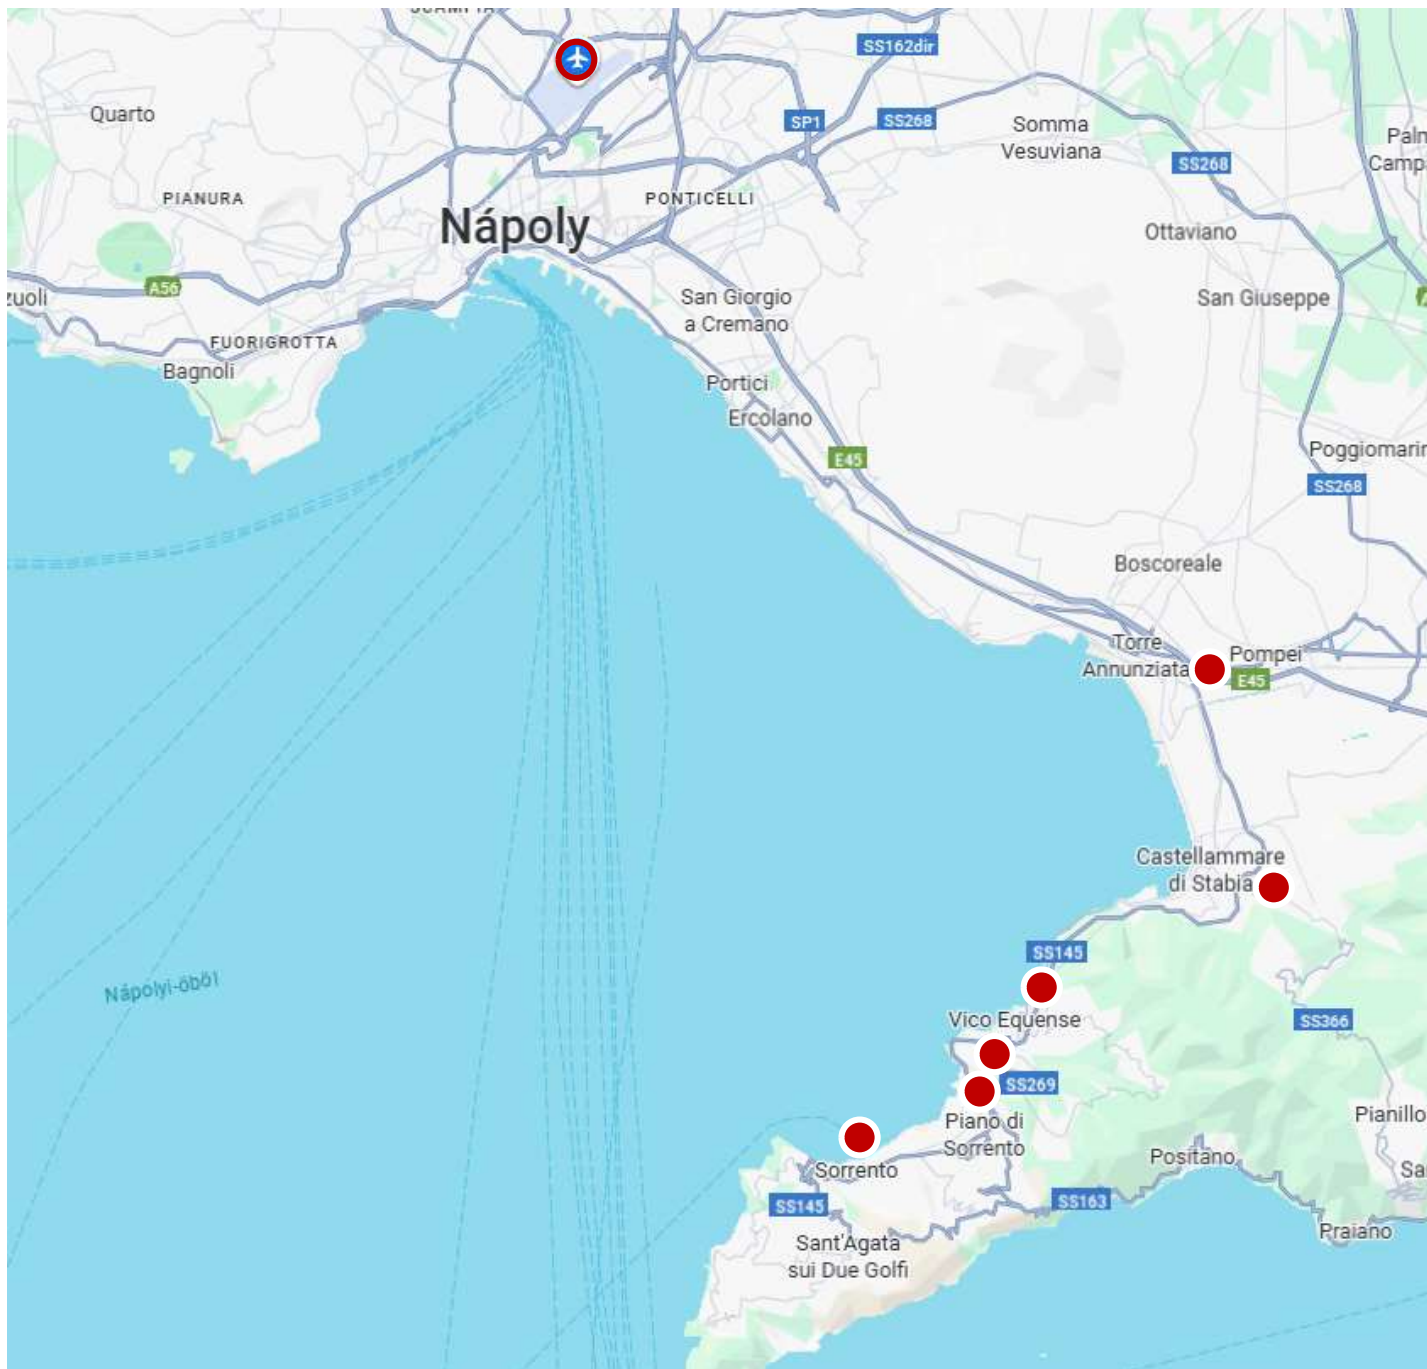 SS162dir
Quarto
SP1
SS268
Somma
Vesuviana
SS268
PIANURA
PONTICELLI
Nápoly
Ottaviano
A56
San Giorgio
a Cremano
San Giuseppe
FUORIGROTTA
Bagnoli
Portici
Ercolano
E45
SS268
Boscoreale
Torre
Annunziata
Pompei
E45
Castellammare
di Stabia
SS145
Nápolyi-öböl
Vico Equense
SS366
SS269
Piano di
Sorrento
Pianillo
Positano
Sorrento
SS145
SS163
Praiano
Sant'Agata
sui Due Golfi